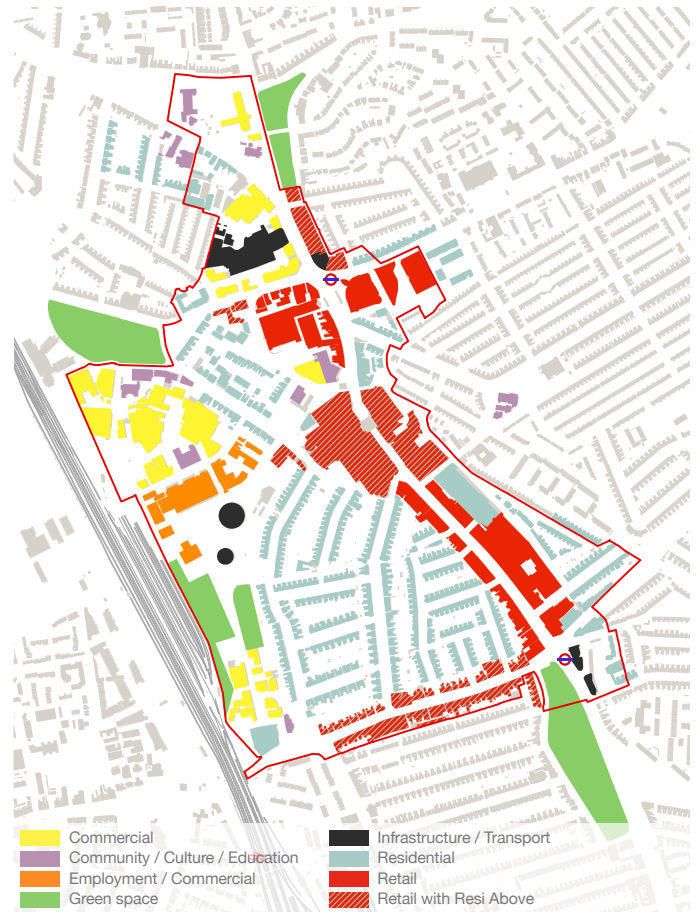 Commercial
Community / Culture / Education
Employment / Commercial
Green space
Infrastructure / Transport
Residential
Retail
Retail with Resi Above